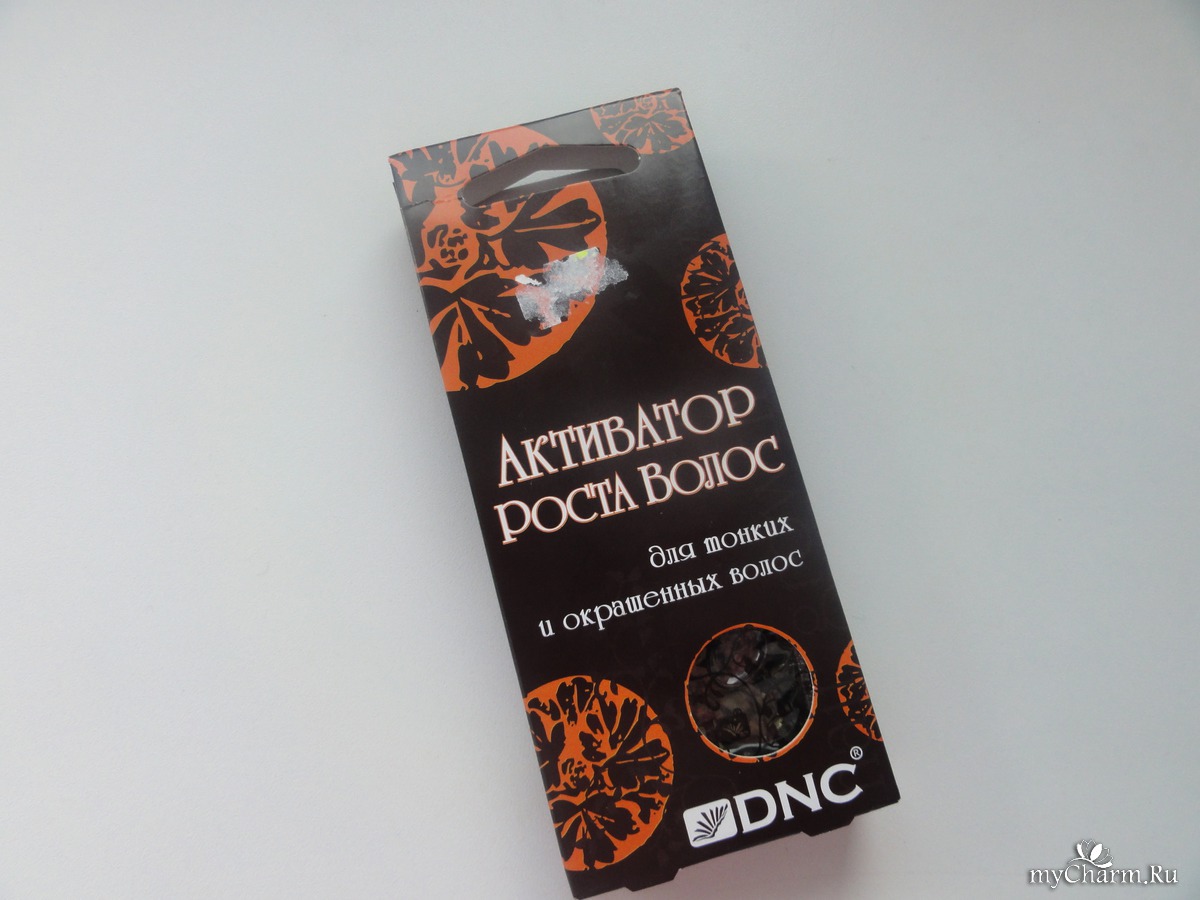 Активатор
роста волос
для тонких
и окрашенных волос
DNC®
myCharm.Ru